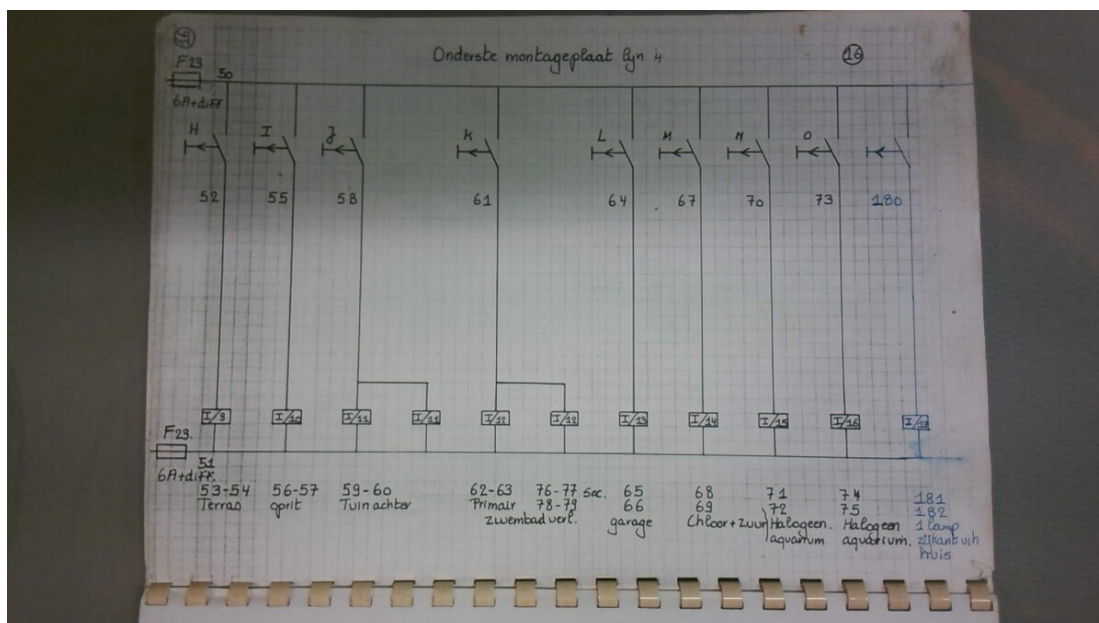 F23 50 Onderste montageplaat lyn 4 16
6A+diff
H I J K L M N O
52 55 58 61 64 67 70 73 180
I/9 I/10 I/11 I/11 I/12 I/12 I/13 I/14 I/15 I/16
F23.
51
6A+diff.
53-54 56-57 59-60 62-63 76-77 sec. 65 68 71 74 181
Terras oprit Tuin achter Primair 78-79 66 69 72 75 182
zwembad verl. garage Chloor+zuur Halogeen. Halogeen 1 lamp
aquarium aquarium. zijkant
huis